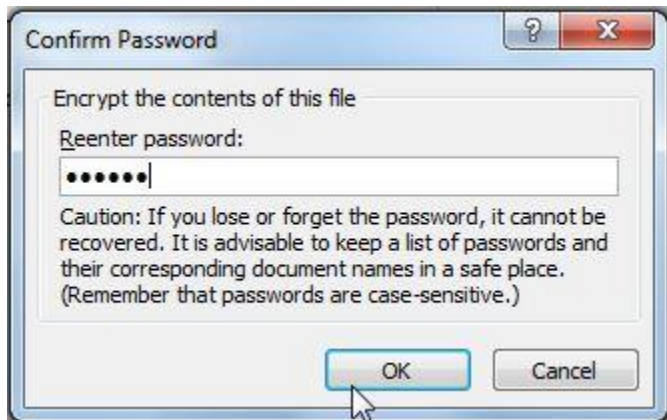 Confirm Password
Encrypt the contents of this file
Reenter password:
••••••
Caution: If you lose or forget the password, it cannot be
recovered. It is advisable to keep a list of passwords and
their corresponding document names in a safe place.
(Remember that passwords are case-sensitive.)
OK Cancel